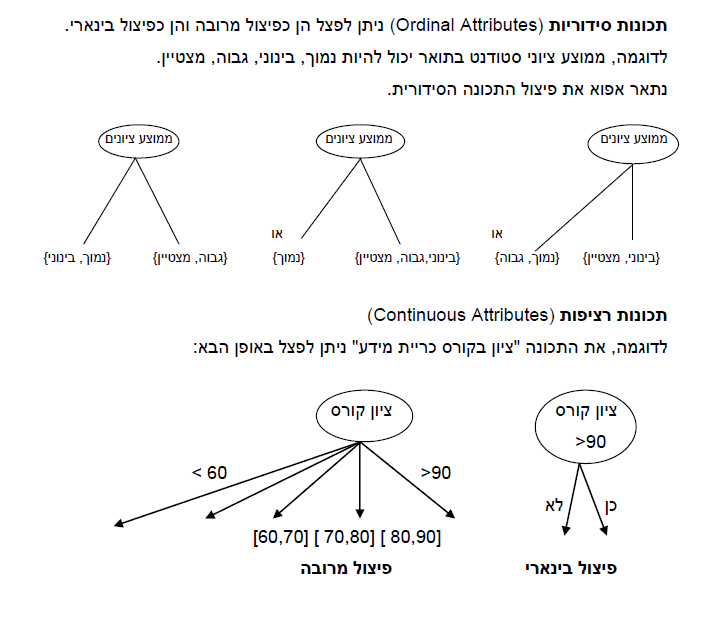 תכונות סידוריות (Ordinal Attributes) ניתן לפצל הן כפיצול מרובה והן כפיצול בינארי.
לדוגמה, ממוצע ציוני סטודנט בתואר יכול להיות נמוך, בינוני, גבוה, מצטיין.
נתאר אפוא את פיצול התכונה הסידורית.
ממוצע ציונים
ממוצע ציונים
ממוצע ציונים
או
או
{בינוני, מצטיין}
{נמוך, גבוה}
{בינוני,גבוה, מצטיין}
{נמוך}
{גבוה, מצטיין}
{נמוך, בינוני}
תכונות רציפות (Continuous Attributes)
לדוגמה, את התכונה "ציון בקורס כריית מידע" ניתן לפצל באופן הבא:
ציון קורס
>90
ציון קורס
כן
לא
>90
< 60
[60,70] [ 70,80] [ 80,90]
פיצול בינארי
פיצול מרובה